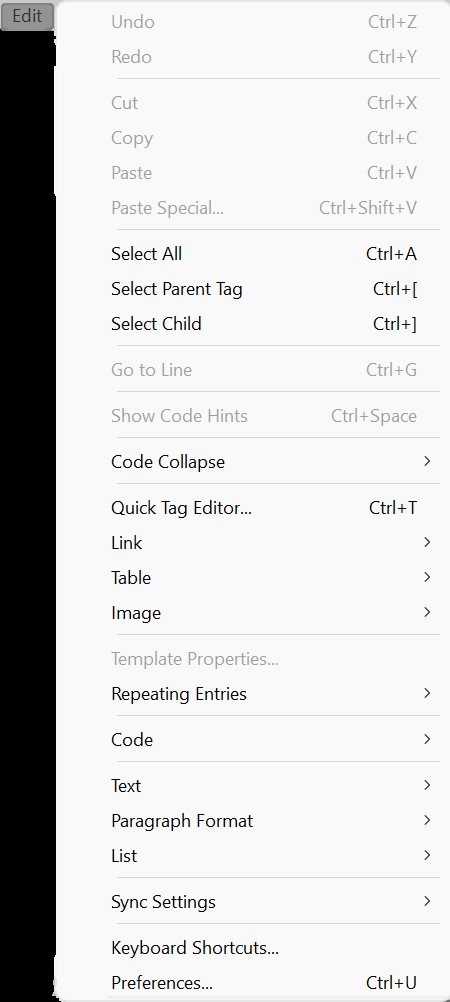 Edit
Undo Ctrl+Z
Redo Ctrl+Y
Cut Ctrl+X
Copy Ctrl+C
Paste Ctrl+V
Paste Special... Ctrl+Shift+V
Select All Ctrl+A
Select Parent Tag Ctrl+[
Select Child Ctrl+]
Go to Line Ctrl+G
Show Code Hints Ctrl+Space
Code Collapse
Quick Tag Editor... Ctrl+T
Link
Table
Image
Template Properties...
Repeating Entries
Code
Text
Paragraph Format
List
Sync Settings
Keyboard Shortcuts...
Preferences... Ctrl+U